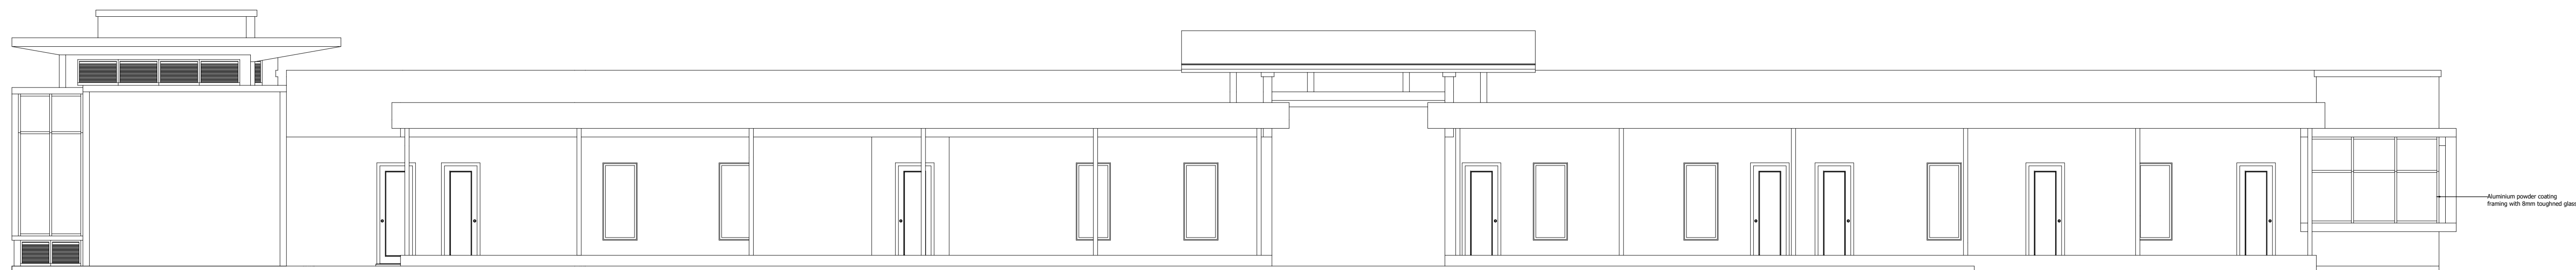 Aluminium powder coating
framing with 8mm toughned glass